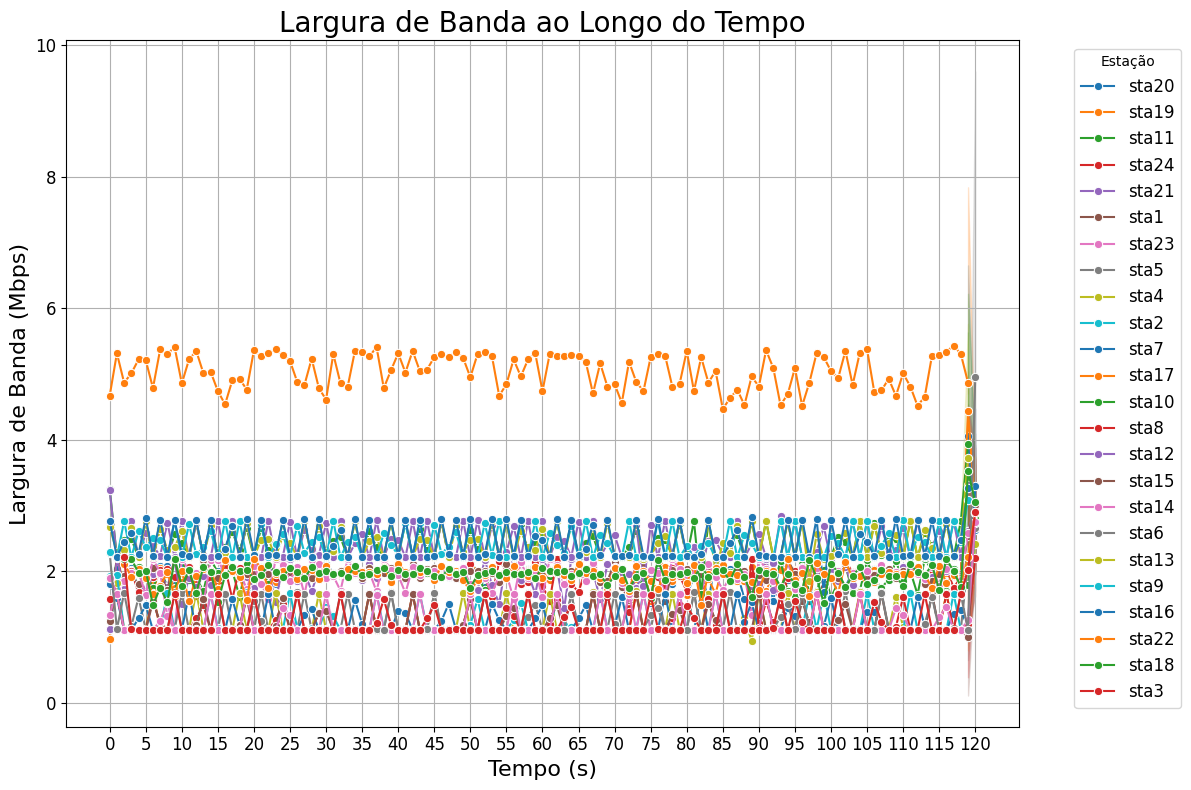 Largura de Banda ao Longo do Tempo
Largura de Banda (Mbps)
10
8
6
4
2
0
0 5 10 15 20 25 30 35 40 45 50 55 60 65 70 75 80 85 90 95 100 105 110 115 120
Tempo (s)
Estação
sta20
sta19
sta11
sta24
sta21
sta1
sta23
sta5
sta4
sta2
sta7
sta17
sta10
sta8
sta12
sta15
sta14
sta6
sta13
sta9
sta16
sta22
sta18
sta3